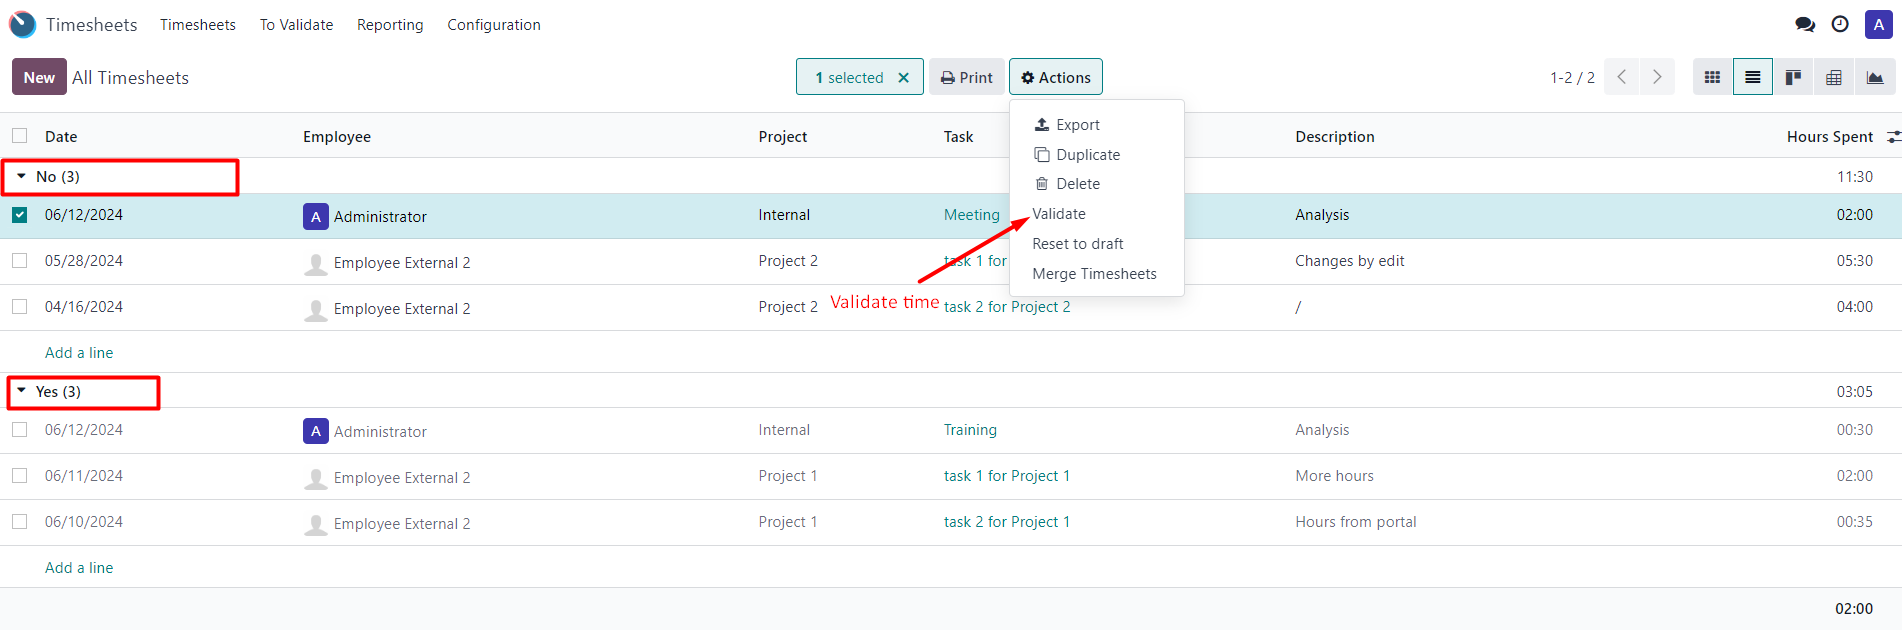 Timesheets Timesheets To Validate Reporting Configuration A
New All Timesheets 1 selected × Print Actions 1-2 / 2
Export
Duplicate
Delete
Validate
Reset to draft
Merge Timesheets
Date Employee Project Task Description Hours Spent
No (3) 11:30
06/12/2024 A Administrator Internal Meeting Analysis 02:00
05/28/2024 Employee External 2 Project 2 task 1 for Changes by edit 05:30
Validate time
04/16/2024 Employee External 2 Project 2 task 2 for Project 2 / 04:00
Add a line
Yes (3) 03:05
06/12/2024 A Administrator Internal Training Analysis 00:30
06/11/2024 Employee External 2 Project 1 task 1 for Project 1 More hours 02:00
06/10/2024 Employee External 2 Project 1 task 2 for Project 1 Hours from portal 00:35
Add a line
02:00